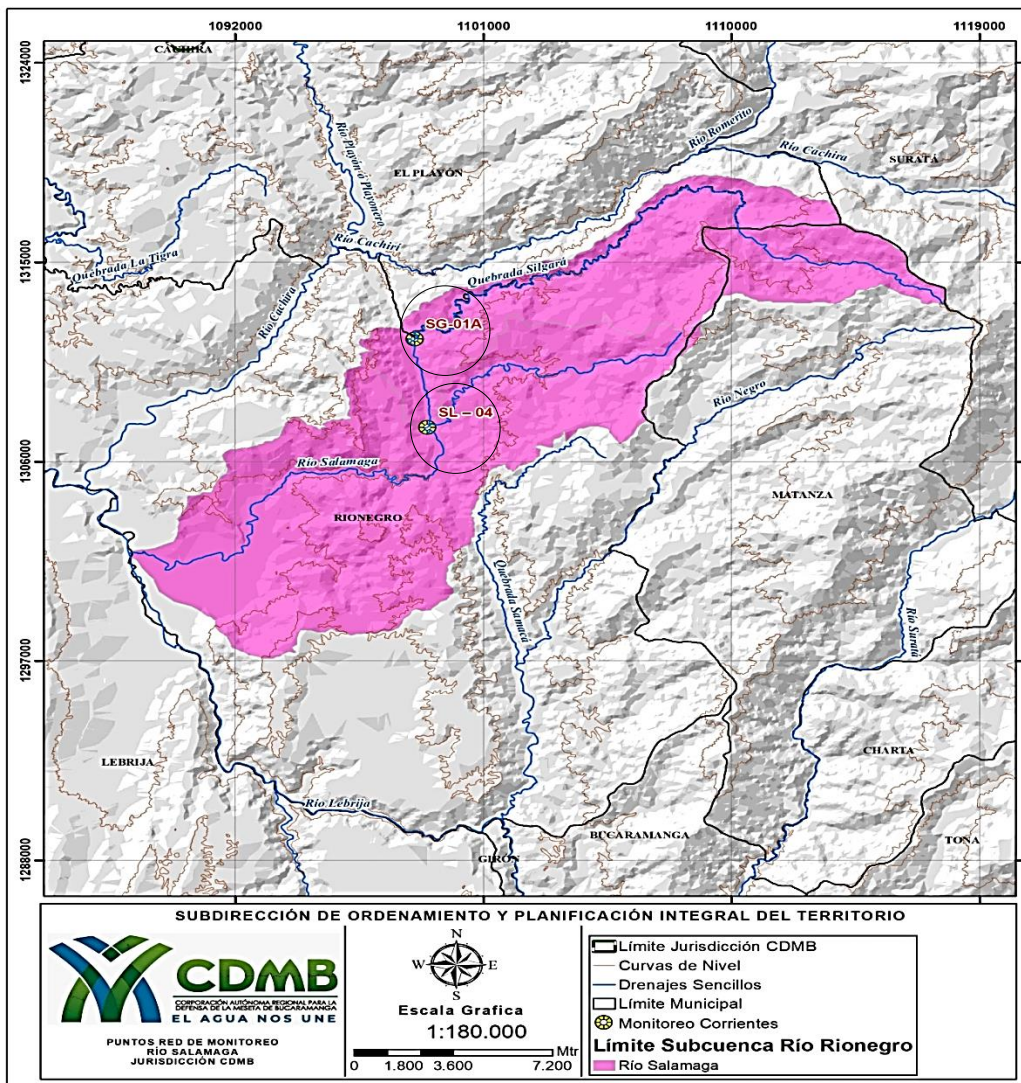 1092000
1101000
1110000
1119000
1324000
1315000
1306000
1297000
1288000
CÁCHIRA
Río Playón ó Playonero
EL PLAYÓN
Río Romerito
SURATÁ
Río Cachira
Río Cachirí
Quebrada La Tigra
Río Cachira
Quebrada Silgará
SG-01A
Río Negro
SL – 04
Río Salamaga
MATANZA
RIONEGRO
Quebrada Samacá
Río Suratá
LEBRIJA
CHARTA
Río Lebrija
BUCARAMANGA
GIRÓN
TONA
SUBDIRECCIÓN DE ORDENAMIENTO Y PLANIFICACIÓN INTEGRAL DEL TERRITORIO
CDMB
CORPORACIÓN AUTÓNOMA REGIONAL PARA LA
DEFENSA DE LA MESETA DE BUCARAMANGA
EL AGUA NOS UNE
PUNTOS RED DE MONITOREO
RÍO SALAMAGA
JURISDICCIÓN CDMB
N
W E
S
Escala Grafica
1:180.000
Mtr
0 1.800 3.600 7.200
Límite Jurisdicción CDMB
Curvas de Nivel
Drenajes Sencillos
Límite Municipal
Monitoreo Corrientes
Límite Subcuenca Río Rionegro
Río Salamaga